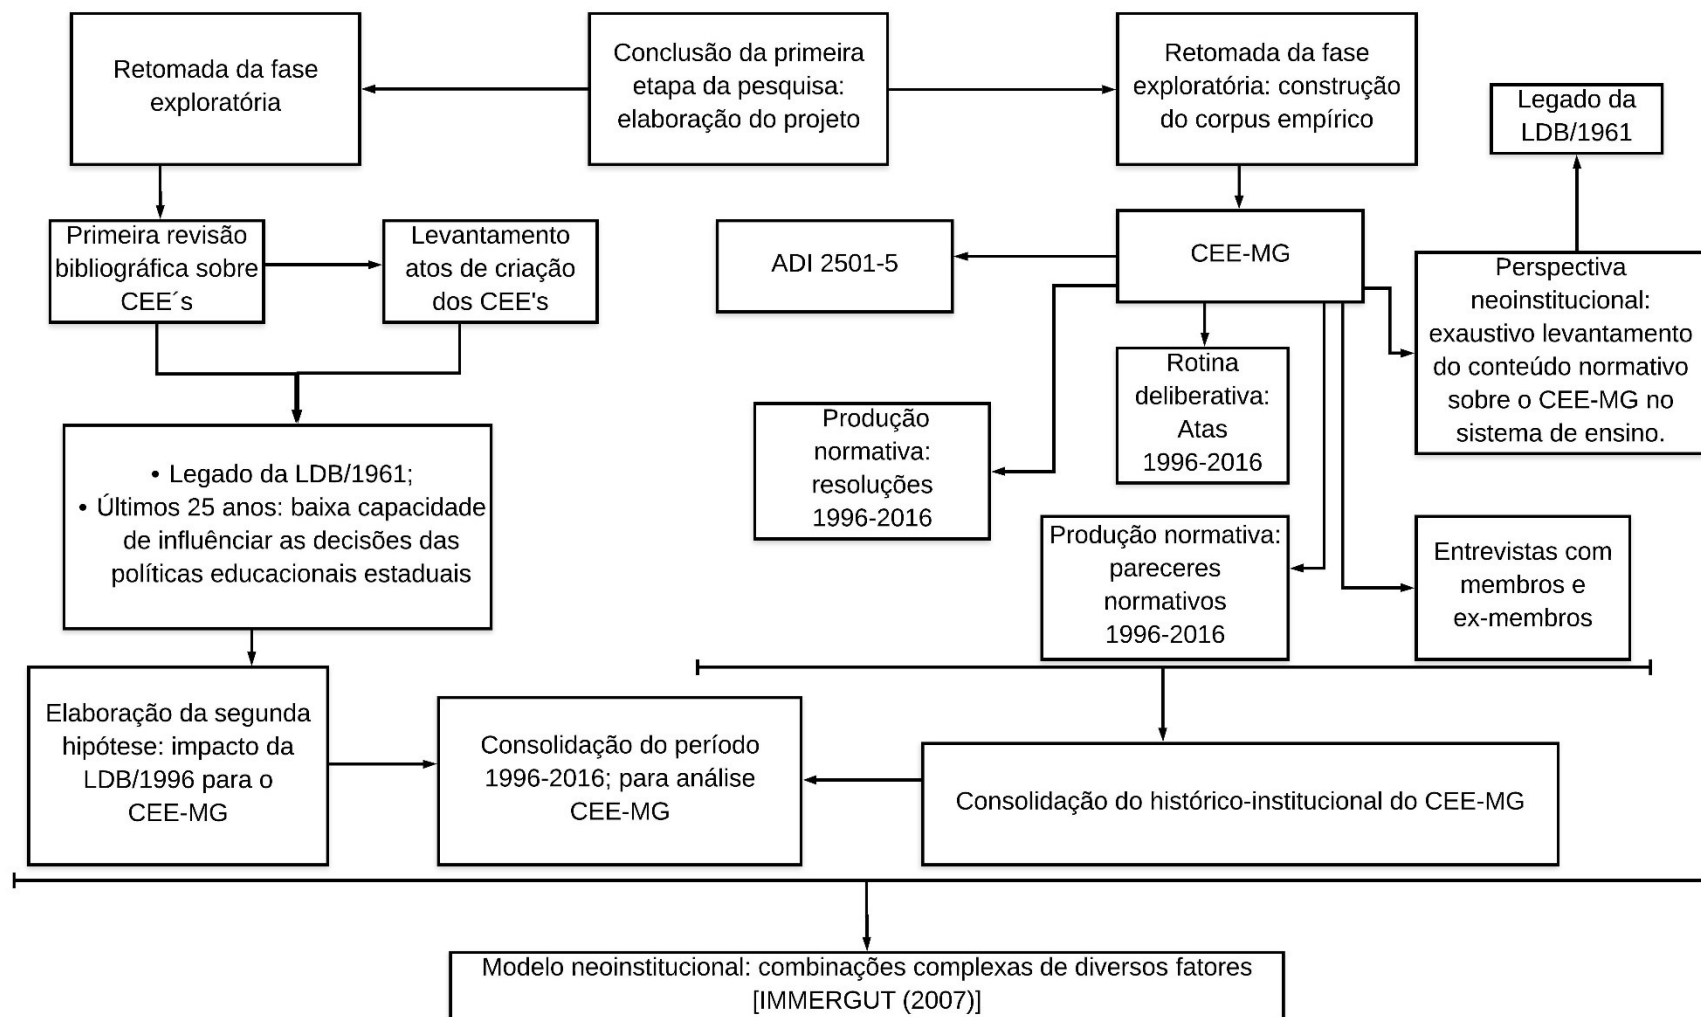 Retomada da fase
exploratória
Conclusão da primeira
etapa da pesquisa:
elaboração do projeto
Retomada da fase
exploratória: construção
do corpus empírico
Legado da
LDB/1961
Primeira revisão
bibliográfica sobre
CEE´s
Levantamento
atos de criação
dos CEE's
ADI 2501-5
CEE-MG
Perspectiva
neoinstitucional:
exaustivo levantamento
do conteúdo normativo
sobre o CEE-MG no
sistema de ensino.
Rotina
deliberativa:
Atas
1996-2016
Produção
normativa:
resoluções
1996-2016
• Legado da LDB/1961;
• Últimos 25 anos: baixa capacidade
de influênciar as decisões das
políticas educacionais estaduais
Produção normativa:
pareceres
normativos
1996-2016
Entrevistas com
membros e
ex-membros
Elaboração da segunda
hipótese: impacto da
LDB/1996 para o
CEE-MG
Consolidação do período
1996-2016; para análise
CEE-MG
Consolidação do histórico-institucional do CEE-MG
Modelo neoinstitucional: combinações complexas de diversos fatores
[IMMERGUT (2007)]